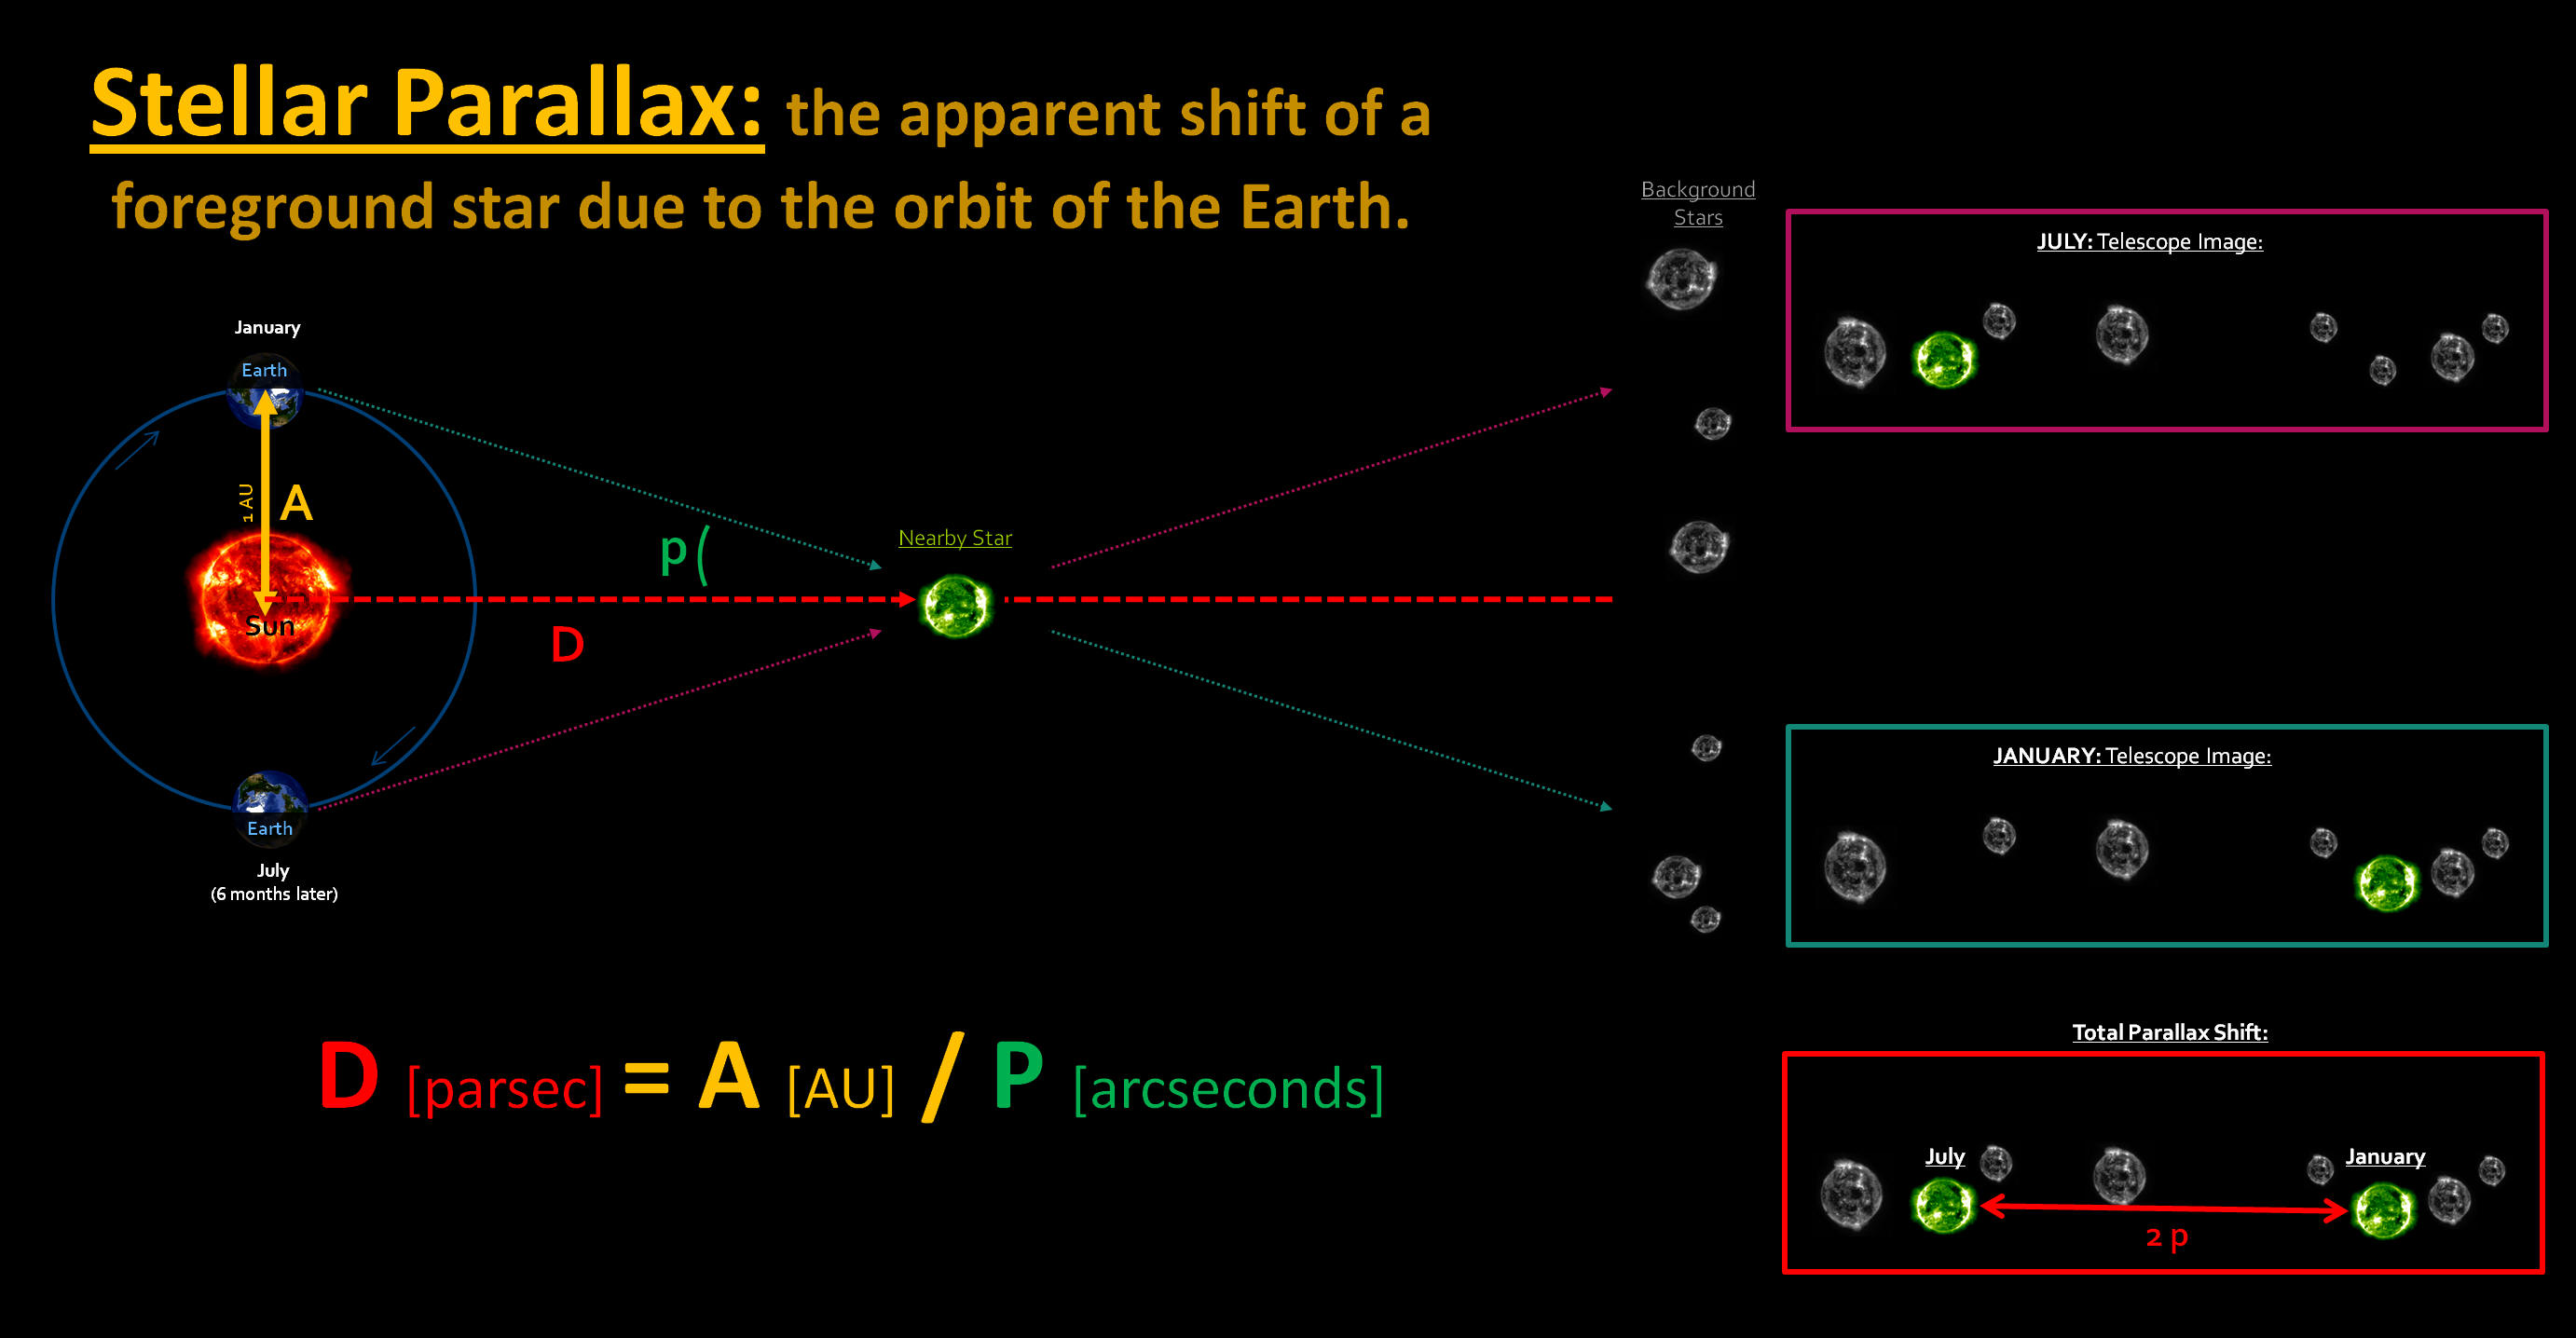 Stellar Parallax: the apparent shift of a
foreground star due to the orbit of the Earth.
Background
Stars
JULY: Telescope Image:
January
Earth
1 AU
A
Sun
p(
D
Nearby Star
Earth
July
(6 months later)
JANUARY: Telescope Image:
D [parsec] = A [AU] / P [arcseconds]
Total Parallax Shift:
July
January
2 p